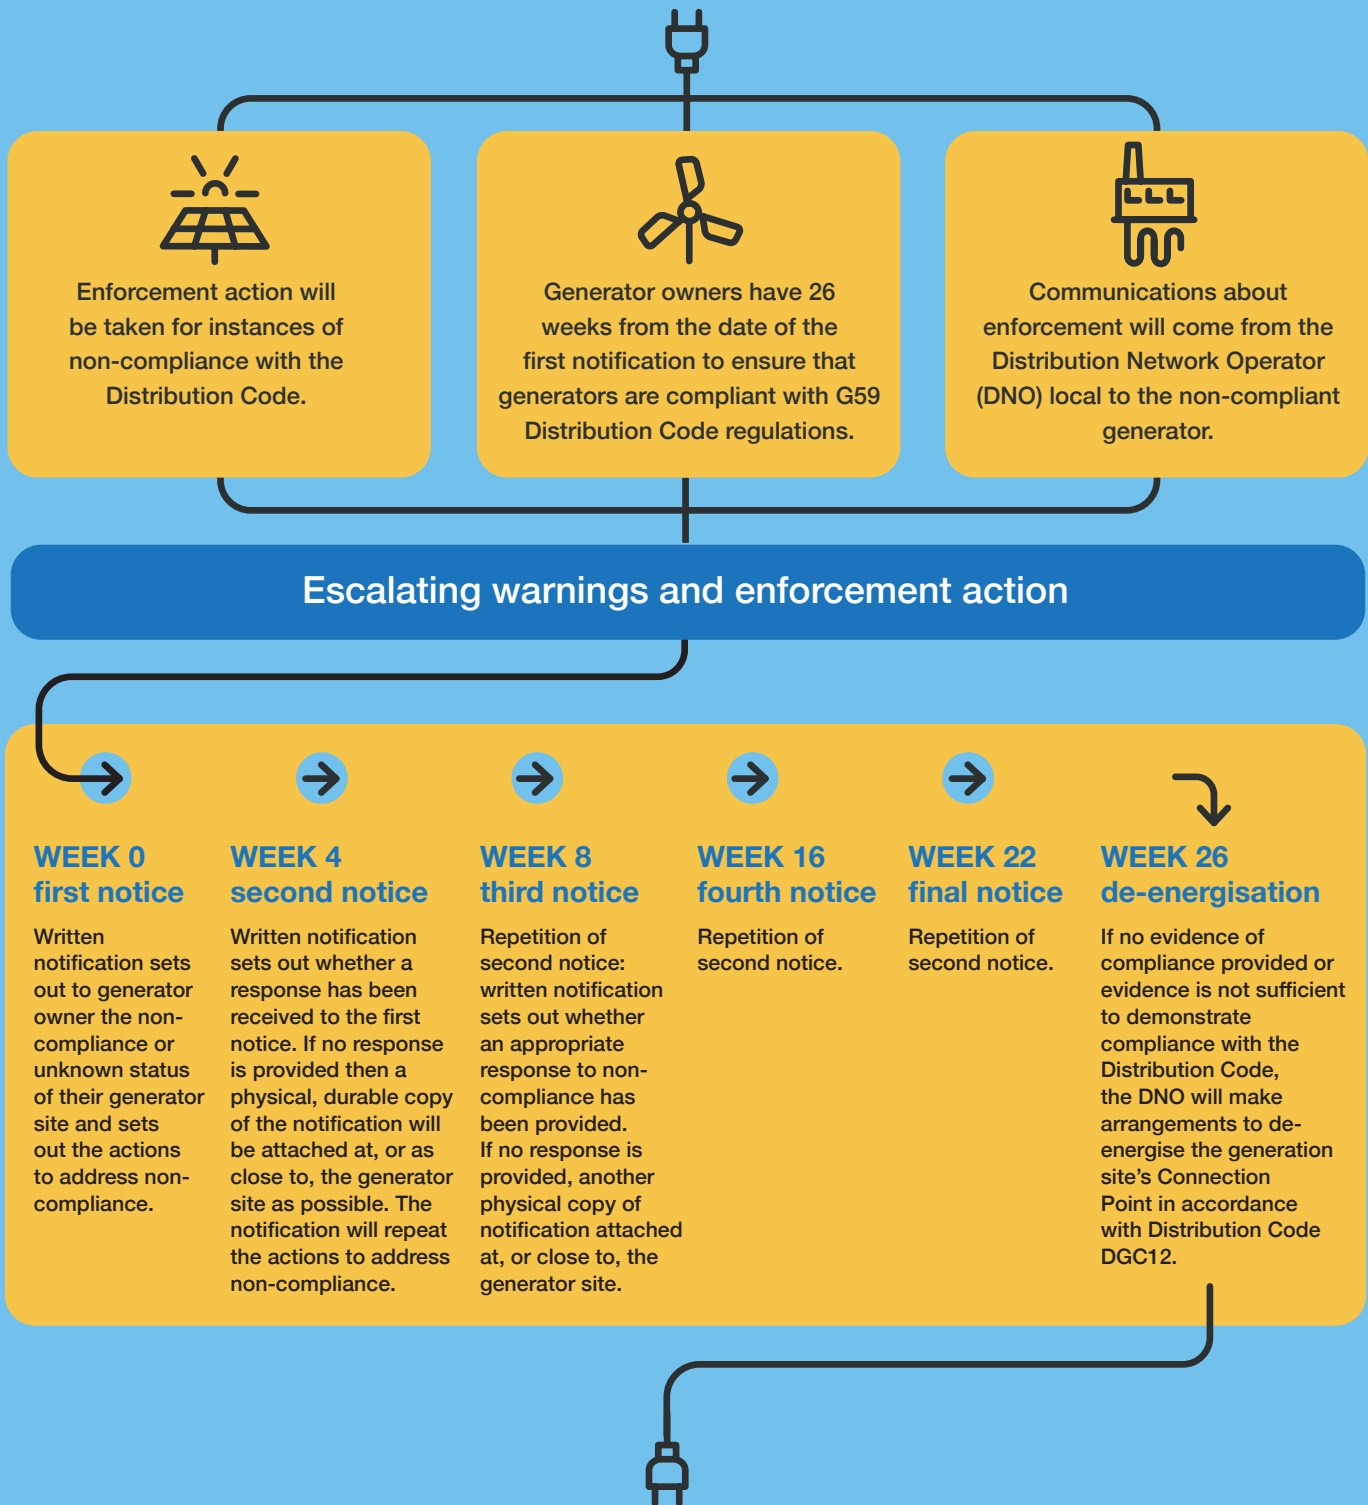 Enforcement action will
be taken for instances of
non-compliance with the
Distribution Code.
Generator owners have 26
weeks from the date of the
first notification to ensure that
generators are compliant with G59
Distribution Code regulations.
Communications about
enforcement will come from the
Distribution Network Operator
(DNO) local to the non-compliant
generator.
Escalating warnings and enforcement action
WEEK 0
first notice
Written
notification sets
out to generator
owner the non-
compliance or
unknown status
of their generator
site and sets
out the actions
to address non-
compliance.
WEEK 4
second notice
Written notification
sets out whether a
response has been
received to the first
notice. If no response
is provided then a
physical, durable copy
of the notification will
be attached at, or as
close to, the generator
site as possible. The
notification will repeat
the actions to address
non-compliance.
WEEK 8
third notice
Repetition of
second notice:
written notification
sets out whether
an appropriate
response to non-
compliance has
been provided.
If no response is
provided, another
physical copy of
notification attached
at, or close to, the
generator site.
WEEK 16
fourth notice
Repetition of
second notice.
WEEK 22
final notice
Repetition of
second notice.
WEEK 26
de-energisation
If no evidence of
compliance provided or
evidence is not sufficient
to demonstrate
compliance with the
Distribution Code,
the DNO will make
arrangements to de-
energise the generation
site's Connection
Point in accordance
with Distribution Code
DGC12.